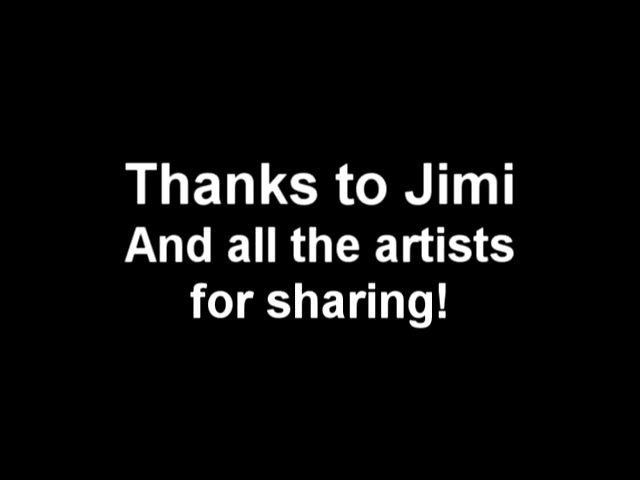 Thanks to Jimi
And all the artists
for sharing!